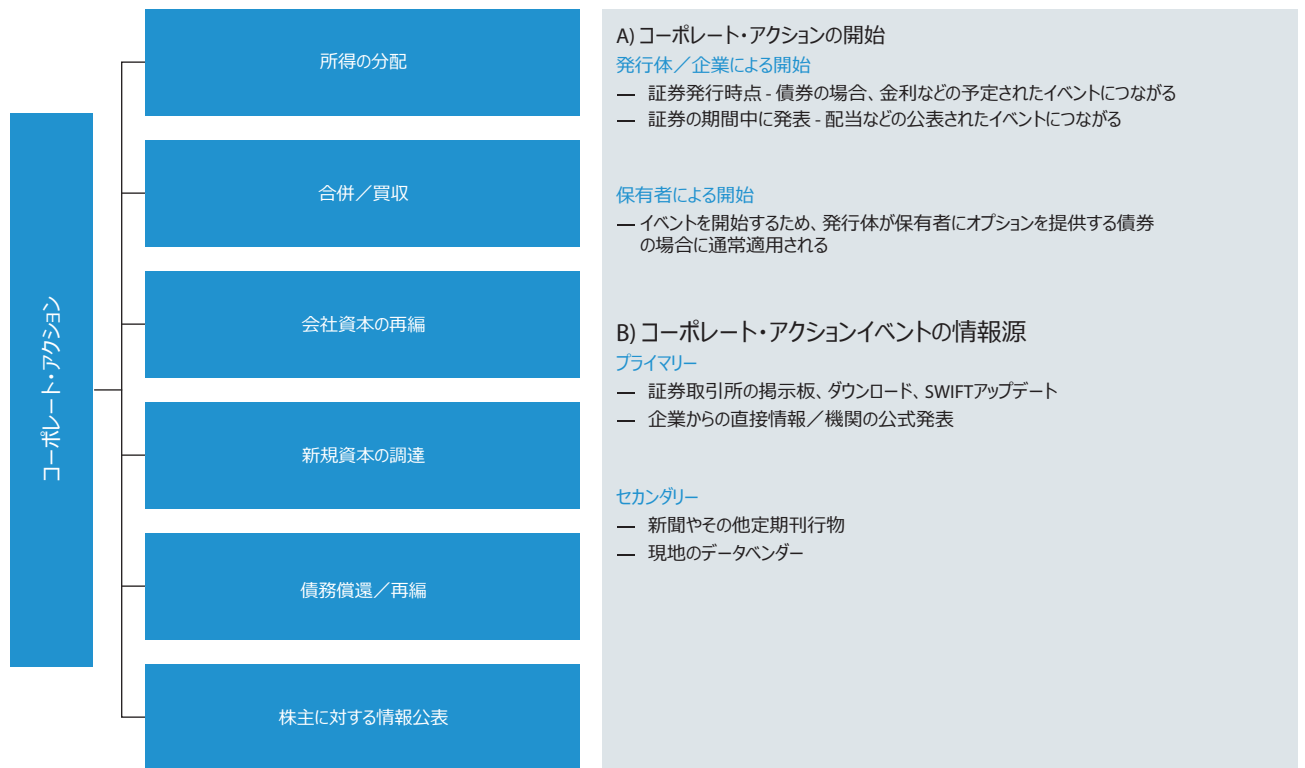 コーポレート・アクション
所得の分配
合併／買収
会社資本の再編
新規資本の調達
債務償還／再編
株主に対する情報公表
A) コーポレート・アクションの開始
発行体／企業による開始
— 証券発行時点 - 債券の場合、金利などの予定されたイベントにつながる
— 証券の期間中に発表 - 配当などの公表されたイベントにつながる
保有者による開始
— イベントを開始するため、発行体が保有者にオプションを提供する債券
の場合に通常適用される
B) コーポレート・アクションイベントの情報源
プライマリー
— 証券取引所の掲示板、ダウンロード、SWIFTアップデート
— 企業からの直接情報／機関の公式発表
セカンダリー
— 新聞やその他定期刊行物
— 現地のデータベンダー